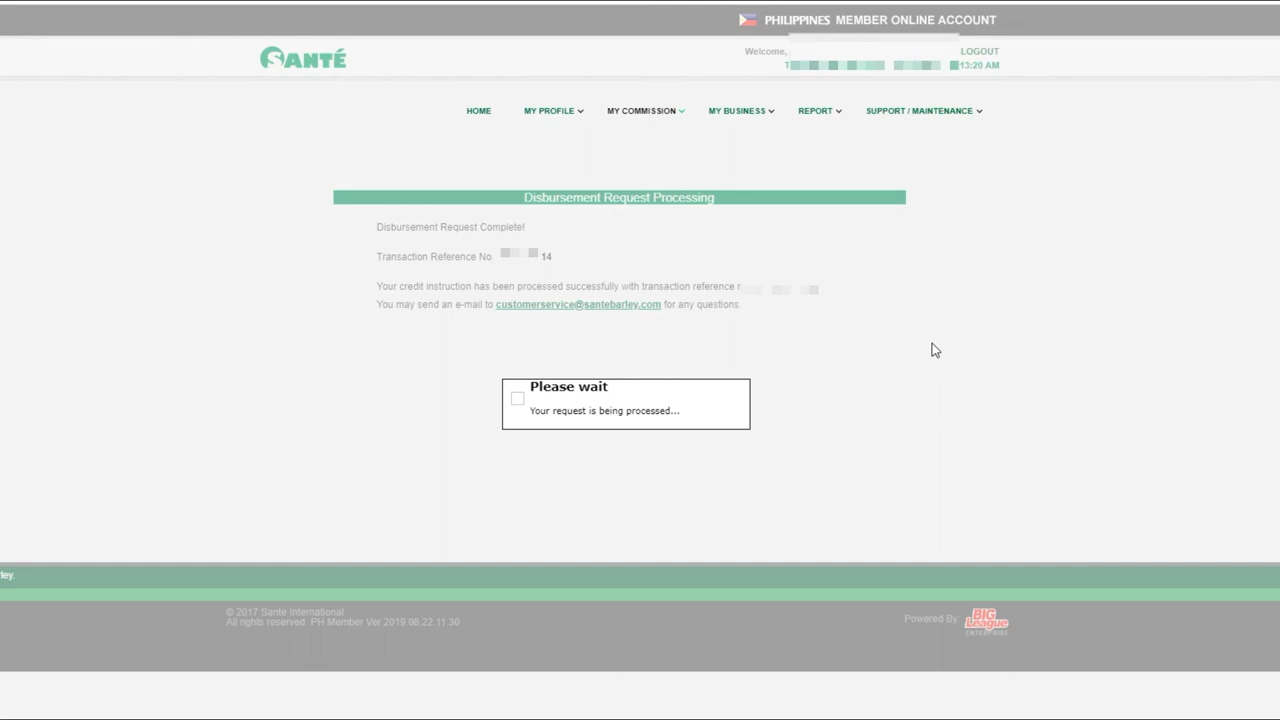 PHILIPPINES MEMBER ONLINE ACCOUNT
SANTÉ
Welcome, LOGOUT
13:20 AM
HOME MY PROFILE MY COMMISSION MY BUSINESS REPORT SUPPORT / MAINTENANCE
Disbursement Request Processing
Disbursement Request Complete!
Transaction Reference No. 14
Your credit instruction has been processed successfully with transaction reference
You may send an e-mail to customerservice@santebarley.com for any questions.
Please wait
Your request is being processed...
ley.
© 2017 Sante International
All rights reserved. PH Member Ver 2019.08.22.11.30
Powered By: BIG League ENTERPRISE